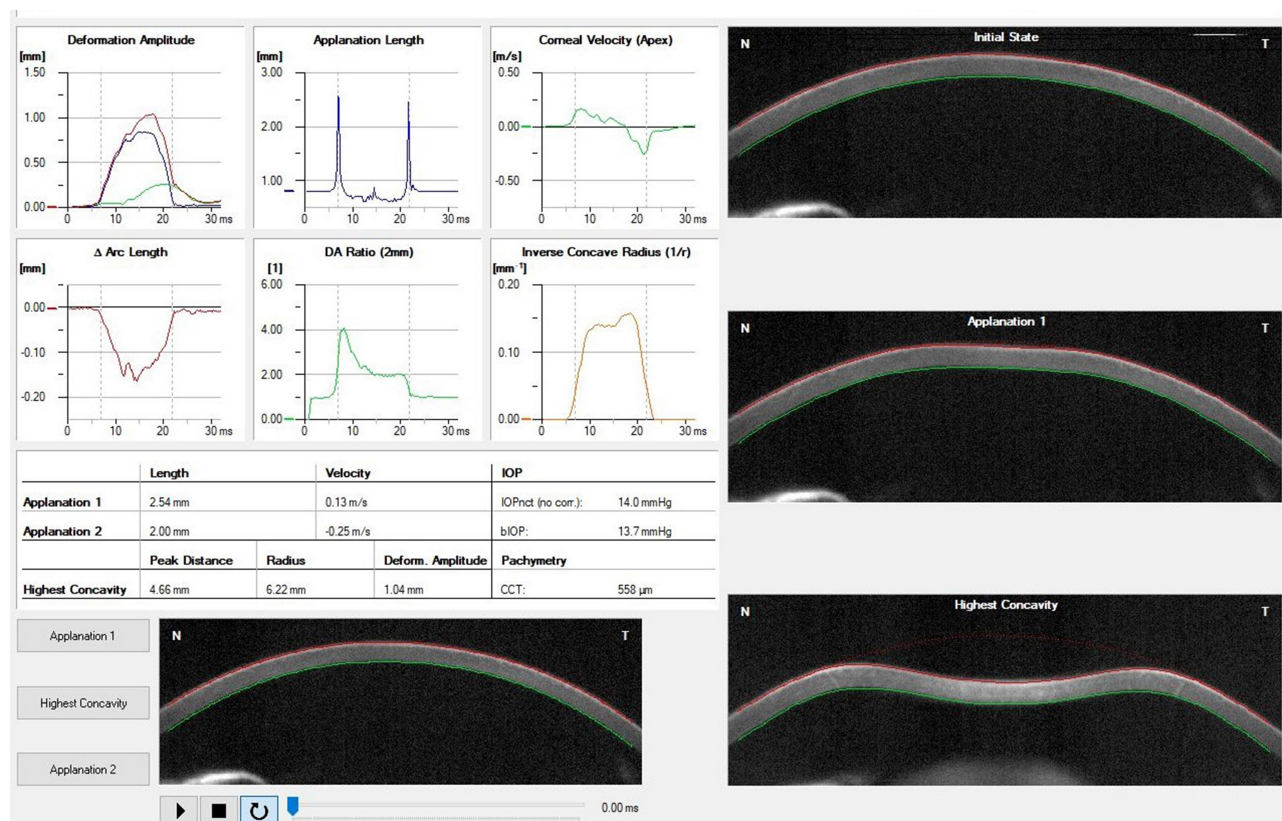 Deformation Amplitude
[mm]
1.50
1.00
0.50
0.00
0 10 20 30 ms
Applanation Length
[mm]
3.00
2.00
1.00
0 10 20 30 ms
Corneal Velocity (Apex)
[m/s]
0.50
0.00
-0.50
0 10 20 30 ms
Δ Arc Length
[mm]
0.00
-0.10
-0.20
0 10 20 30 ms
DA Ratio (2mm)
[1]
6.00
4.00
2.00
0.00
0 10 20 30 ms
Inverse Concave Radius (1/r)
[mm⁻¹]
0.20
0.10
0.00
0 10 20 30 ms
Length Velocity IOP
Applanation 1 2.54 mm 0.13 m/s IOPnct (no corr.): 14.0 mmHg
Applanation 2 2.00 mm -0.25 m/s bIOP: 13.7 mmHg
Peak Distance Radius Deform. Amplitude Pachymetry
Highest Concavity 4.66 mm 6.22 mm 1.04 mm CCT: 558 µm
Applanation 1
Highest Concavity
Applanation 2
N T
0.00 ms
N Initial State T
N Applanation 1 T
N Highest Concavity T